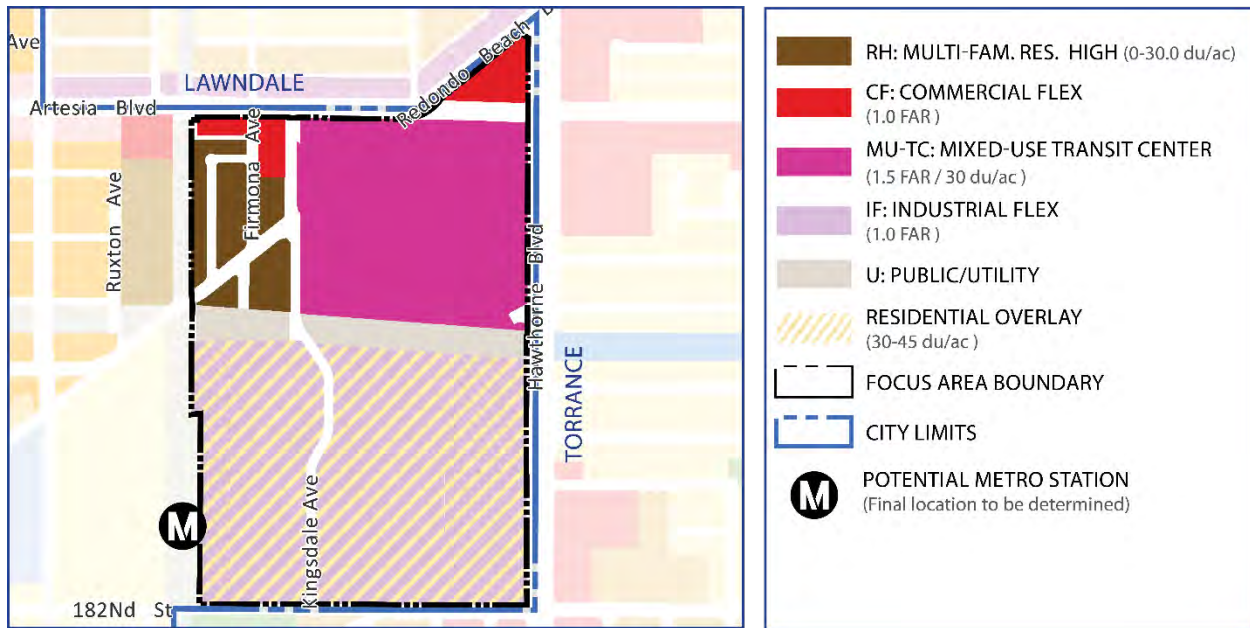 Ave
LAWNDALE
Artesia Blvd
Redondo Beach B
Ruxton Ave
Firmona Ave
Hawthorne Blvd
TORRANCE
Kingsdale Ave
M
182Nd St
RH: MULTI-FAM. RES. HIGH (0-30.0 du/ac)
CF: COMMERCIAL FLEX
(1.0 FAR )
MU-TC: MIXED-USE TRANSIT CENTER
(1.5 FAR / 30 du/ac )
IF: INDUSTRIAL FLEX
(1.0 FAR )
U: PUBLIC/UTILITY
RESIDENTIAL OVERLAY
(30-45 du/ac )
FOCUS AREA BOUNDARY
CITY LIMITS
M
POTENTIAL METRO STATION
(Final location to be determined)